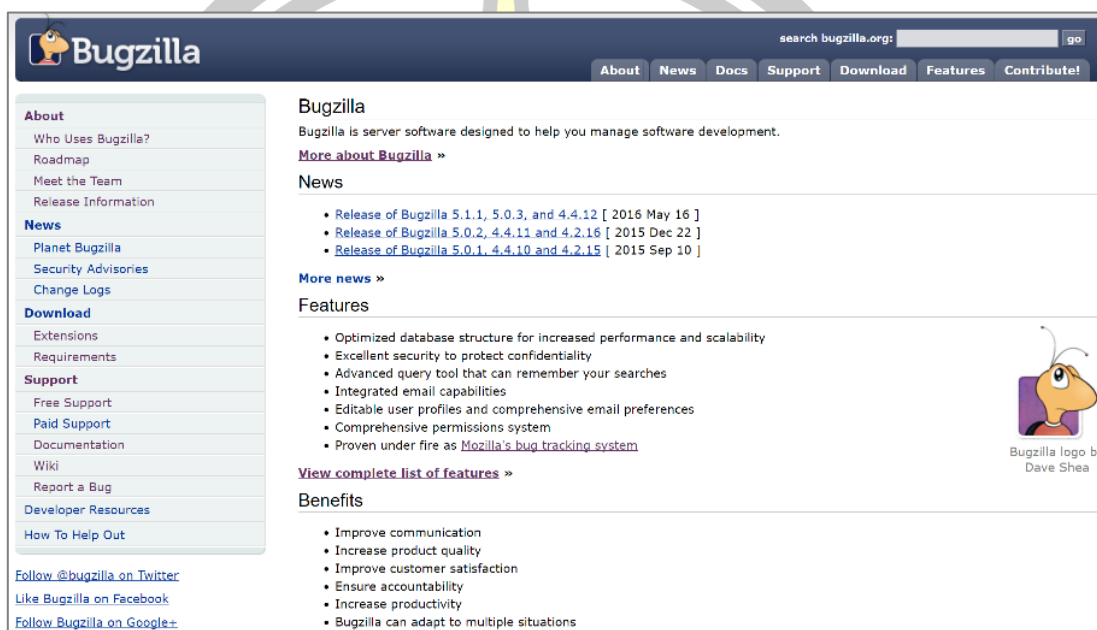 Bugzilla
search bugzilla.org:
go
About News Docs Support Download Features Contribute!
About
Who Uses Bugzilla?
Roadmap
Meet the Team
Release Information
News
Planet Bugzilla
Security Advisories
Change Logs
Download
Extensions
Requirements
Support
Free Support
Paid Support
Documentation
Wiki
Report a Bug
Developer Resources
How To Help Out
Follow @bugzilla on Twitter
Like Bugzilla on Facebook
Follow Bugzilla on Google+
Bugzilla
Bugzilla is server software designed to help you manage software development.
More about Bugzilla »
News
• Release of Bugzilla 5.1.1, 5.0.3, and 4.4.12 [ 2016 May 16 ]
• Release of Bugzilla 5.0.2, 4.4.11 and 4.2.16 [ 2015 Dec 22 ]
• Release of Bugzilla 5.0.1, 4.4.10 and 4.2.15 [ 2015 Sep 10 ]
More news »
Features
• Optimized database structure for increased performance and scalability
• Excellent security to protect confidentiality
• Advanced query tool that can remember your searches
• Integrated email capabilities
• Editable user profiles and comprehensive email preferences
• Comprehensive permissions system
• Proven under fire as Mozilla's bug tracking system
View complete list of features »
Bugzilla logo b
Dave Shea
Benefits
• Improve communication
• Increase product quality
• Improve customer satisfaction
• Ensure accountability
• Increase productivity
• Bugzilla can adapt to multiple situations